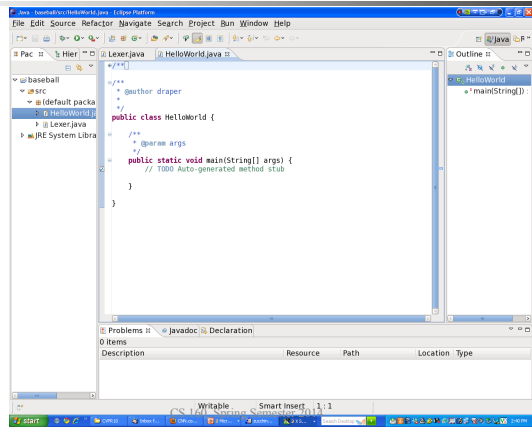 Java - baseball/src/HelloWorld.java - Eclipse Platform
File Edit Source Refactor Navigate Search Project Run Window Help
Java
Pac Hier
Lexer.java HelloWorld.java
Outline
baseball
src
(default packa
HelloWorld.ja
Lexer.java
JRE System Libra
/**
/**
* @author draper
*
*/
public class HelloWorld {
/**
* @param args
*/
public static void main(String[] args) {
// TODO Auto-generated method stub
}
}
HelloWorld
main(String[]) :
Problems Javadoc Declaration
0 items
Description Resource Path Location Type
Writable Smart Insert 1 : 1
CS 160, Spring Semester 2014
start
CVPR10
Search Desktop
2:40 PM